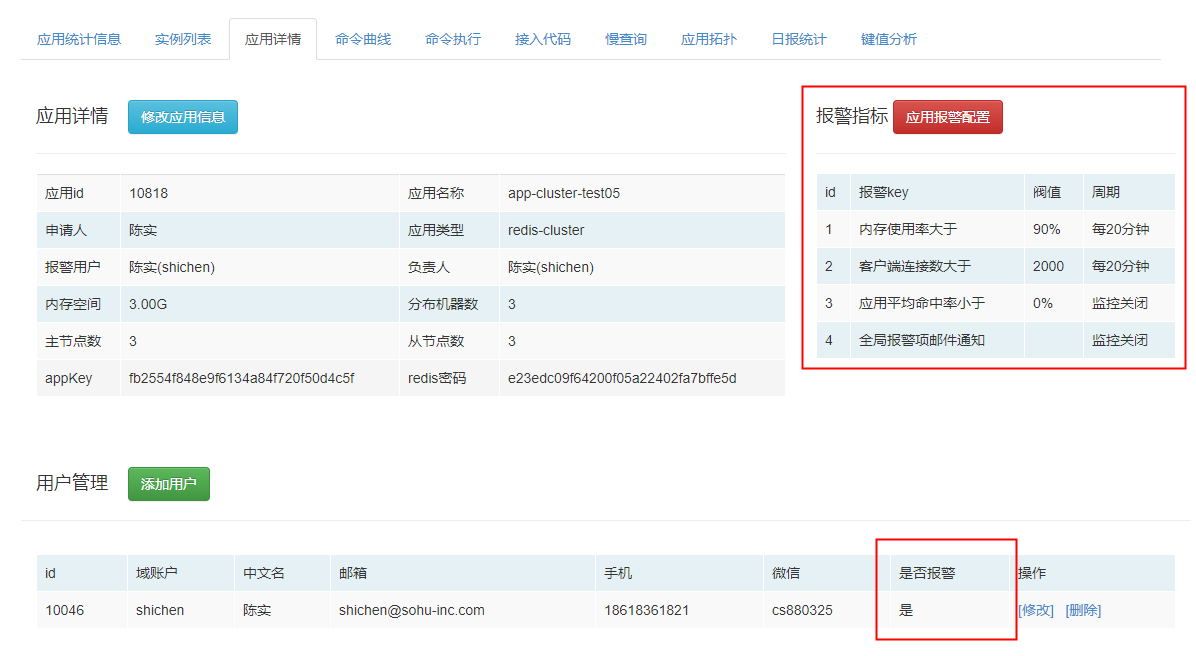 应用统计信息 实例列表 应用详情 命令曲线 命令执行 接入代码 慢查询 应用拓扑 日报统计 键值分析
应用详情 修改应用信息
应用id 10818 应用名称 app-cluster-test05
申请人 陈实 应用类型 redis-cluster
报警用户 陈实(shichen) 负责人 陈实(shichen)
内存空间 3.00G 分布机器数 3
主节点数 3 从节点数 3
appKey fb2554f848e9f6134a84f720f50d4c5f redis密码 e23edc09f64200f05a22402fa7bffe5d
报警指标 应用报警配置
id 报警key 阀值 周期
1 内存使用率大于 90% 每20分钟
2 客户端连接数大于 2000 每20分钟
3 应用平均命中率小于 0% 监控关闭
4 全局报警项邮件通知 监控关闭
用户管理 添加用户
id 域账户 中文名 邮箱 手机 微信 是否报警 操作
10046 shichen 陈实 shichen@sohu-inc.com 18618361821 cs880325 是 [修改] [删除]